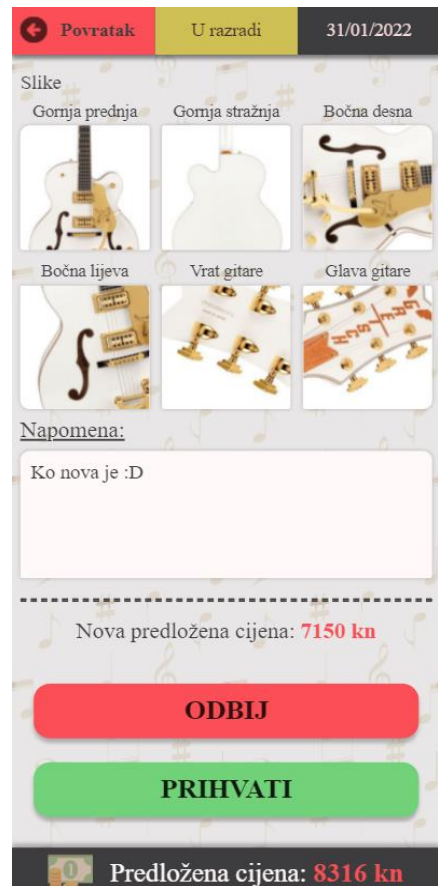 Povratak U razradi 31/01/2022
Slike
Gornja prednja Gornja stražnja Bočna desna
Bočna lijeva Vrat gitare Glava gitare
GRETSCH
Napomena:
Ko nova je :D
Nova predložena cijena: 7150 kn
ODBIJ
PRIHVATI
Predložena cijena: 8316 kn